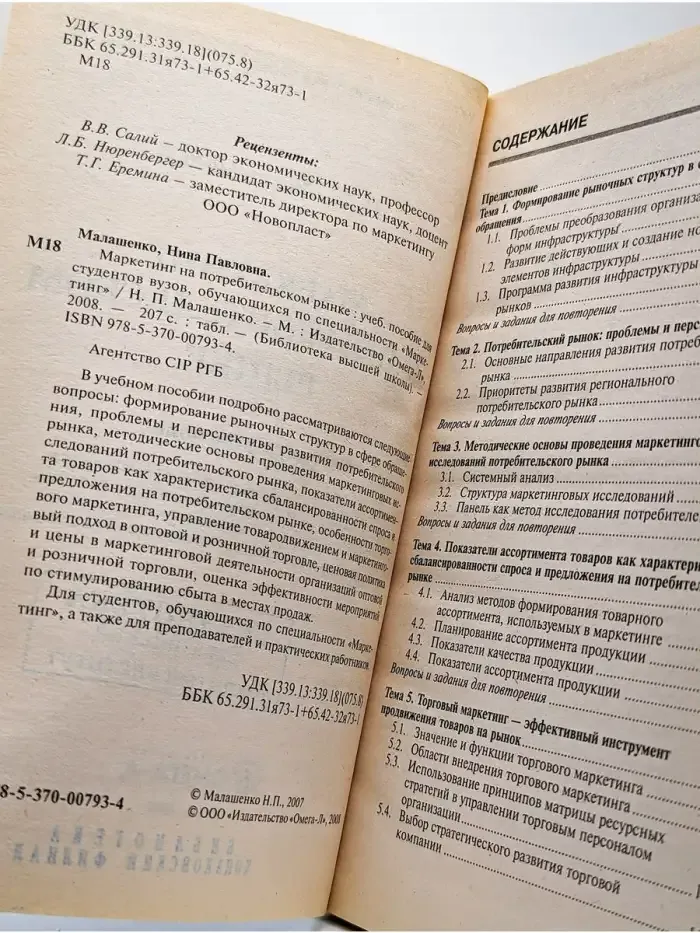 УДК [339.13:339.18](075.8)
ББК 65.291.31я73-1+65.42-32я73-1
М18
Рецензенты:
В.В. Салий — доктор экономических наук, профессор
Л.Б. Нюренбергер — кандидат экономических наук, доцент
Т.Г. Еремина — заместитель директора по маркетингу
ООО «Новопласт»
Малашенко, Нина Павловна.
М18 Маркетинг на потребительском рынке : учеб. пособие для
студентов вузов, обучающихся по специальности «Марке-
тинг» / Н. П. Малашенко. — М. : Издательство «Омега-Л»,
2008. — 207 с. : табл. — (Библиотека высшей школы). —
ISBN 978-5-370-00793-4.
Агентство CIP РГБ
В учебном пособии подробно рассматриваются следующие
вопросы: формирование рыночных структур в сфере обраще-
ния, проблемы и перспективы развития потребительского
рынка, методические основы проведения маркетинговых ис-
следований потребительского рынка, показатели ассортимен-
та товаров как характеристика сбалансированности спроса и
предложения на потребительском рынке, особенности торго-
вого маркетинга, управление товародвижением и маркетинго-
вый подход в оптовой и розничной торговле, ценовая политика
и цены в маркетинговой деятельности организаций оптовой
и розничной торговли, оценка эффективности мероприятий
по стимулированию сбыта в местах продаж.
Для студентов, обучающихся по специальности «Марке-
тинг», а также для преподавателей и практических работников
УДК [339.13:339.18](075.8)
ББК 65.291.31я73-1+65.42-32я73-1
8-5-370-00793-4
© Малашенко Н.П., 2007
© ООО «Издательство «Омега-Л», 2008
СОДЕРЖАНИЕ
Предисловие
Тема 1. Формирование рыночных структур в с
обращения
1.1. Проблемы преобразования организа
форм инфраструктуры
1.2. Развитие действующих и создание но
элементов инфраструктуры
1.3. Программа развития инфраструктуры
рынков
Вопросы и задания для повторения
Тема 2. Потребительский рынок: проблемы и персп
2.1. Основные направления развития потреб
рынка
2.2. Приоритеты развития регионального
потребительского рынка
Вопросы и задания для повторения
Тема 3. Методические основы проведения маркетинго
исследований потребительского рынка
3.1. Системный анализ
3.2. Структура маркетинговых исследований
3.3. Панель как метод исследования потребителе
Вопросы и задания для повторения
Тема 4. Показатели ассортимента товаров как характери
сбалансированности спроса и предложения на потребител
рынке
4.1. Анализ методов формирования товарного
ассортимента, используемых в маркетинге
4.2. Планирование ассортимента продукции
4.3. Показатели качества продукции
4.4. Показатели ассортимента продукции
Вопросы и задания для повторения
Тема 5. Торговый маркетинг — эффективный инструмент
продвижения товаров на рынок
5.1. Значение и функции торгового маркетинга
5.2. Области внедрения торгового маркетинга
5.3. Использование принципов матрицы ресурсных
стратегий в управлении торговым персоналом
организации
5.4. Выбор стратегического развития торговой
компании